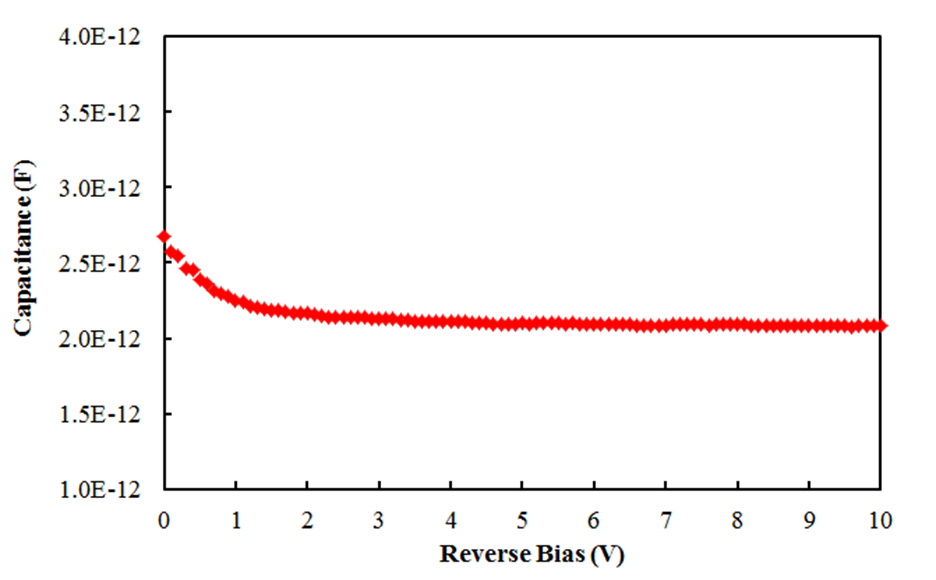 4.0E-12
3.5E-12
3.0E-12
2.5E-12
2.0E-12
1.5E-12
1.0E-12
Capacitance (F)
0 1 2 3 4 5 6 7 8 9 10
Reverse Bias (V)